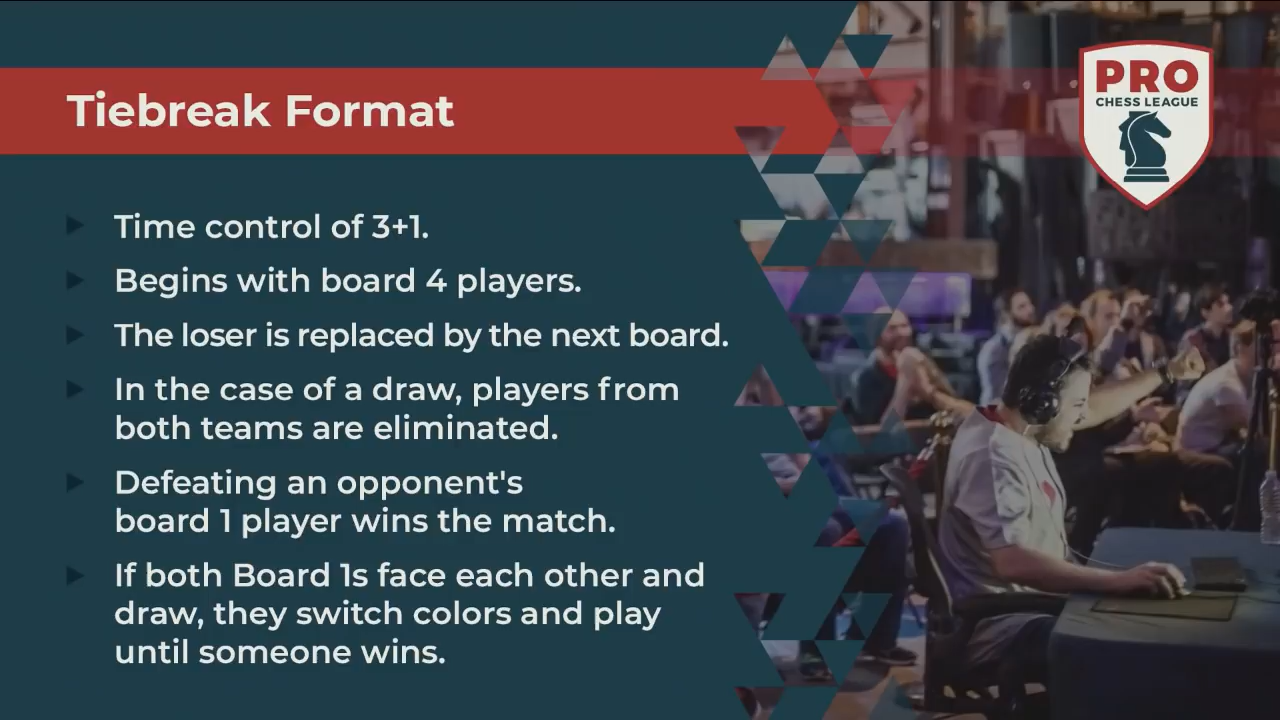 Tiebreak Format
PRO
CHESS LEAGUE
Time control of 3+1.
Begins with board 4 players.
The loser is replaced by the next board.
In the case of a draw, players from
both teams are eliminated.
Defeating an opponent's
board 1 player wins the match.
If both Board 1s face each other and
draw, they switch colors and play
until someone wins.